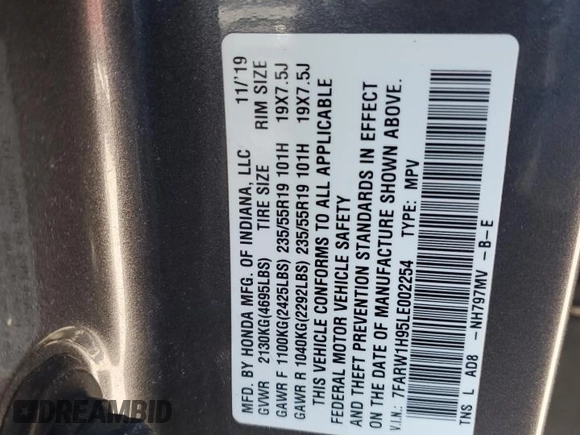 MFD. BY HONDA MFG. OF INDIANA, LLC 11/'19
GVWR 2130KG(4695LBS) TIRE SIZE RIM SIZE
GAWR F 1100KG(2425LBS) 235/55R19 101H 19X7.5J
GAWR R 1040KG(2292LBS) 235/55R19 101H 19X7.5J
THIS VEHICLE CONFORMS TO ALL APPLICABLE
FEDERAL MOTOR VEHICLE SAFETY
AND THEFT PREVENTION STANDARDS IN EFFECT
ON THE DATE OF MANUFACTURE SHOWN ABOVE.
V.I.N.: 7FARW1H95LE002254 TYPE: MPV
TNS L AD8 -NH797MV -B-E
DREAMBID